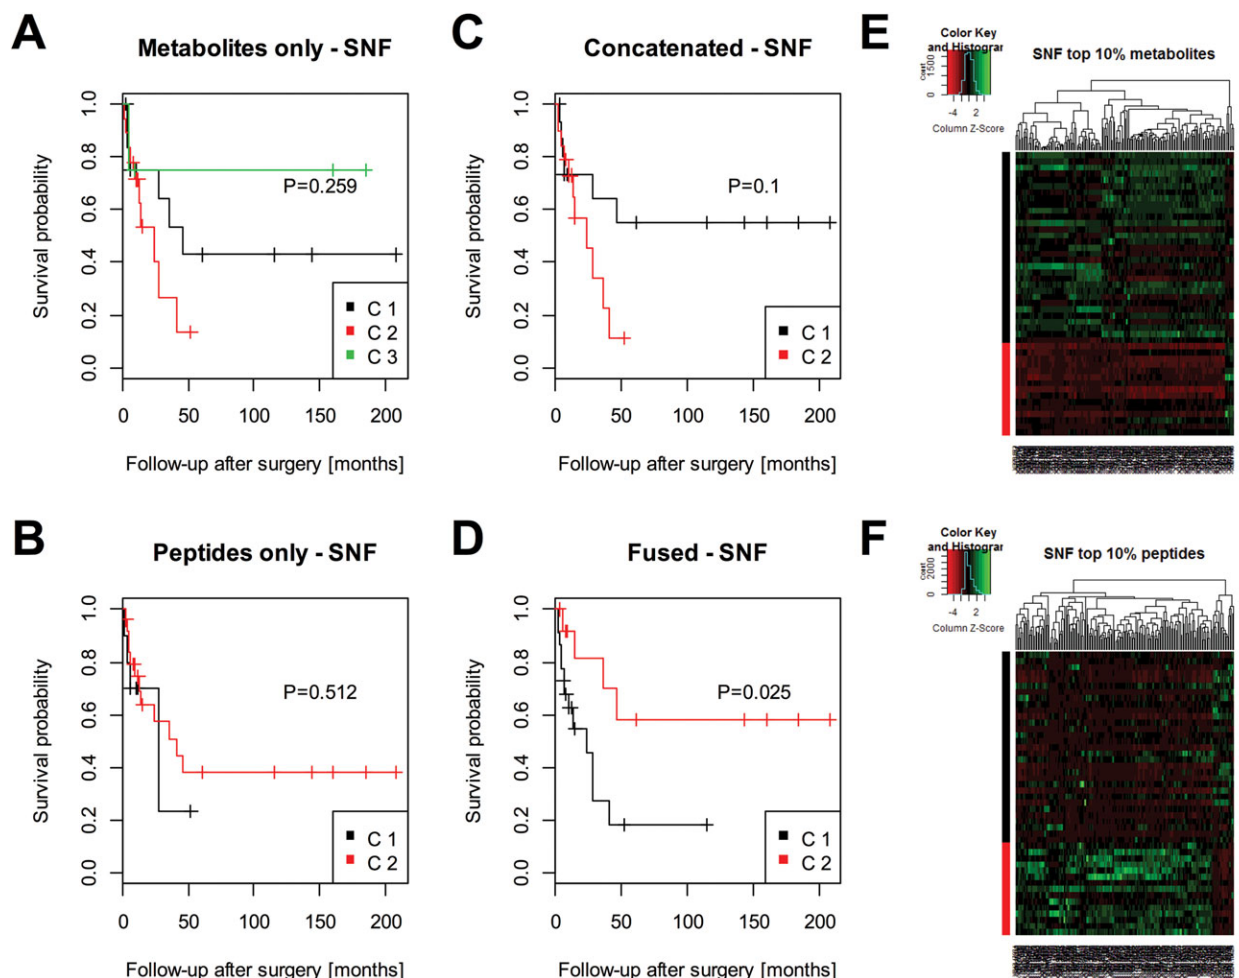 A
Metabolites only - SNF
Survival probability
1.0
0.8
0.6
0.4
0.2
0.0
P=0.259
C 1
C 2
C 3
0 50 100 150 200
Follow-up after surgery [months]
C
Concatenated - SNF
Survival probability
1.0
0.8
0.6
0.4
0.2
0.0
P=0.1
C 1
C 2
0 50 100 150 200
Follow-up after surgery [months]
E
Color Key
and Histogran
Count
0 1500
-4 2
Column Z-Score
SNF top 10% metabolites
B
Peptides only - SNF
Survival probability
1.0
0.8
0.6
0.4
0.2
0.0
P=0.512
C 1
C 2
0 50 100 150 200
Follow-up after surgery [months]
D
Fused - SNF
Survival probability
1.0
0.8
0.6
0.4
0.2
0.0
P=0.025
C 1
C 2
0 50 100 150 200
Follow-up after surgery [months]
F
Color Key
and Histogran
Count
0 2000
-4 2
Column Z-Score
SNF top 10% peptides